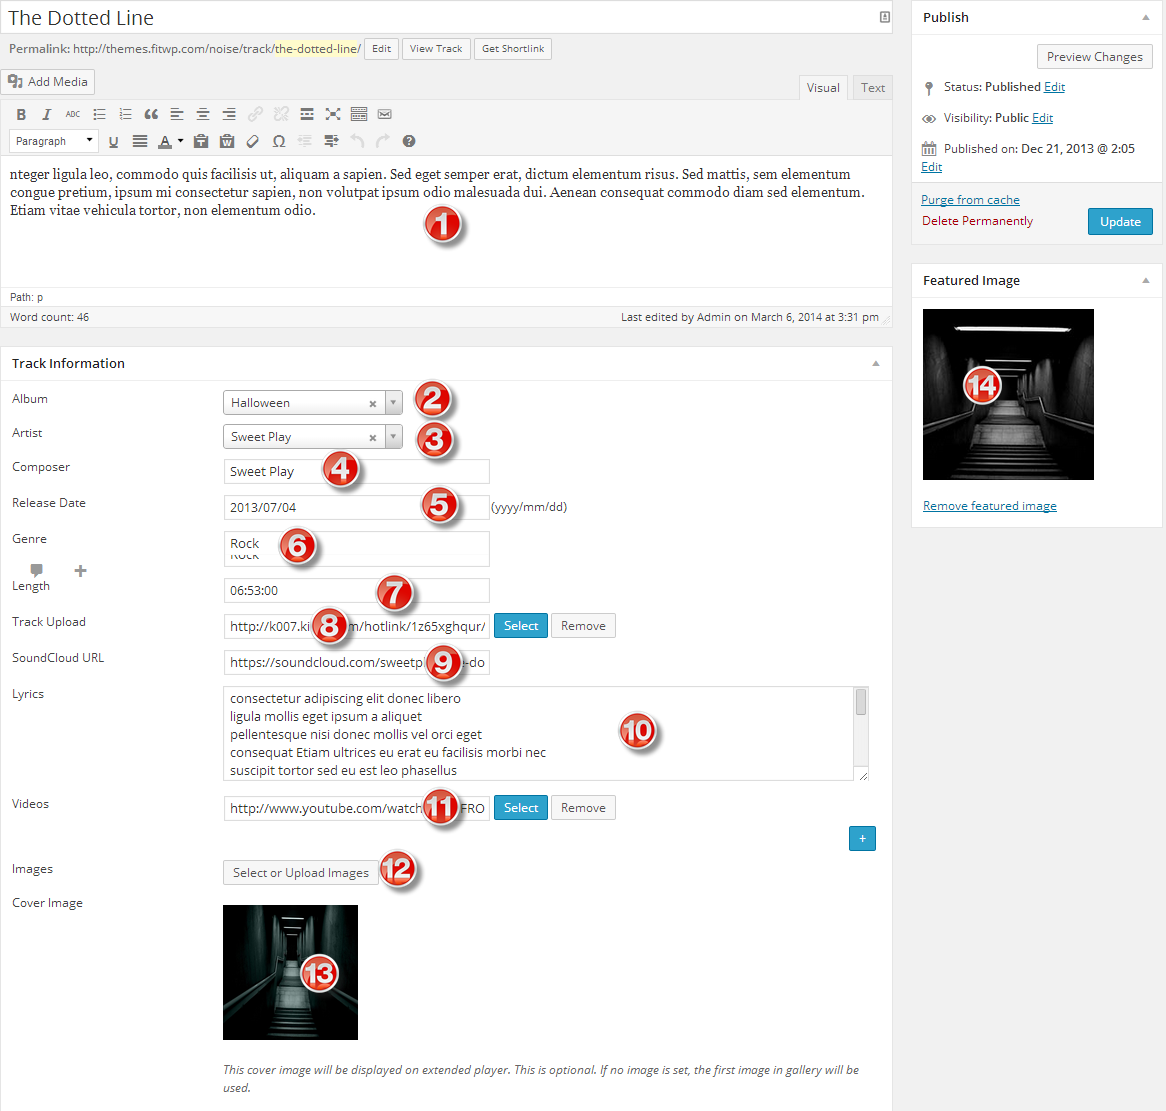 The Dotted Line
Permalink: http://themes.fitwp.com/noise/track/the-dotted-line/ Edit View Track Get Shortlink
Add Media
Visual Text
B I ABC
Paragraph U A T W Ω ?
nteger ligula leo, commodo quis facilisis ut, aliquam a sapien. Sed eget semper erat, dictum elementum risus. Sed mattis, sem elementum
congue pretium, ipsum mi consectetur sapien, non volutpat ipsum odio malesuada dui. Aenean consequat commodo diam sed elementum.
Etiam vitae vehicula tortor, non elementum odio.
1
Path: p
Word count: 46 Last edited by Admin on March 6, 2014 at 3:31 pm
Track Information
Album Halloween × 2
Artist Sweet Play × 3
Composer Sweet Play 4
Release Date 2013/07/04 5 (yyyy/mm/dd)
Genre Rock 6
Rock
+
Length 06:53:00 7
Track Upload http://k007.ki 8 m/hotlink/1z65xghqur/ Select Remove
SoundCloud URL https://soundcloud.com/sweetpl 9 e-do
Lyrics
consectetur adipiscing elit donec libero
ligula mollis eget ipsum a aliquet
pellentesque nisi donec mollis vel orci eget
consequat Etiam ultrices eu erat eu facilisis morbi nec
suscipit tortor sed eu est leo phasellus
10
Videos http://www.youtube.com/watch 11 FRO Select Remove
+
Images Select or Upload Images 12
Cover Image
13
This cover image will be displayed on extended player. This is optional. If no image is set, the first image in gallery will be
used.
Publish
Preview Changes
Status: Published Edit
Visibility: Public Edit
Published on: Dec 21, 2013 @ 2:05
Edit
Purge from cache
Delete Permanently Update
Featured Image
14
Remove featured image